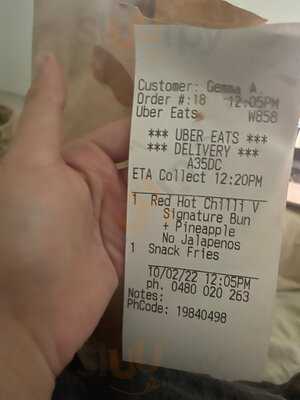 Customer: Gemma A.
Order #:18 12:05PM
Uber Eats W858
*** UBER EATS ***
*** DELIVERY ***
A35DC
ETA Collect 12:20PM
1 Red Hot Chilli V
Signature Bun
+ Pineapple
No Jalapenos
1 Snack Fries
10/02/22 12:05PM
ph. 0480 020 263
Notes:
PhCode: 19840498